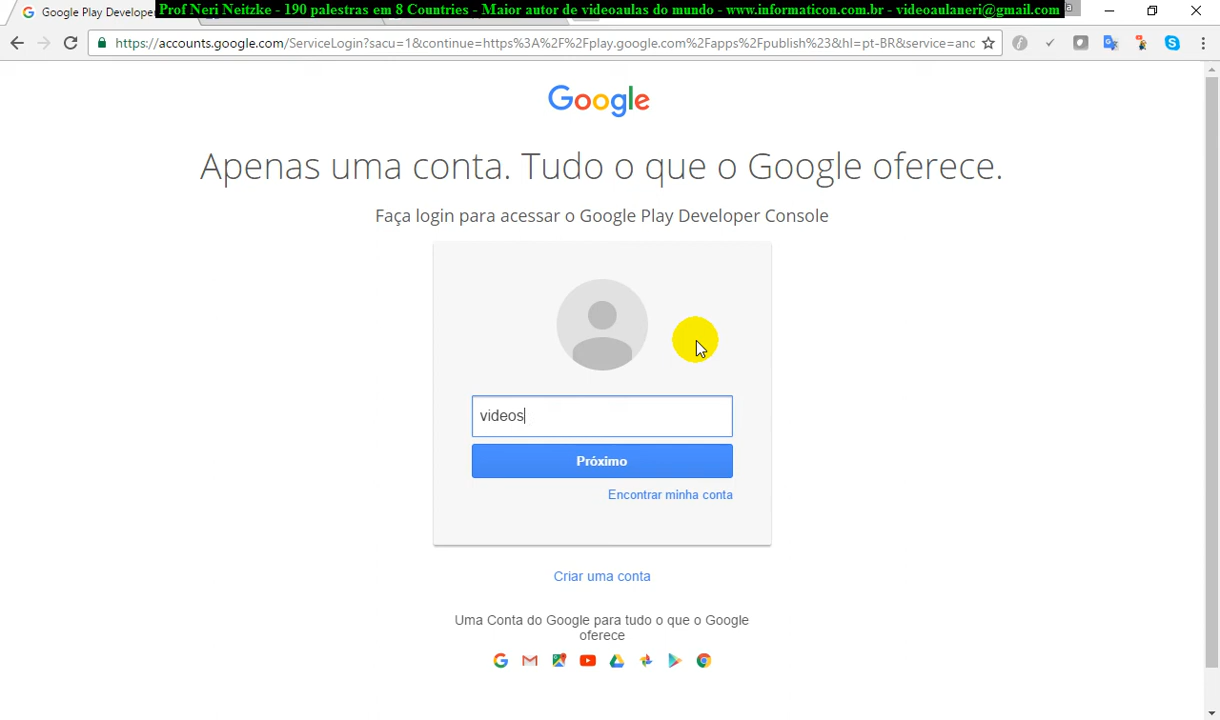 Google Play Develope
Prof Neri Neitzke - 190 palestras em 8 Countries - Maior autor de videoaulas do mundo - www.informaticon.com.br - videoaulaneri@gmail.com
https://accounts.google.com/ServiceLogin?sacu=1&continue=https%3A%2F%2Fplay.google.com%2Fapps%2Fpublish%23&hl=pt-BR&service=anc
Google
Apenas uma conta. Tudo o que o Google oferece.
Faça login para acessar o Google Play Developer Console
videos
Próximo
Encontrar minha conta
Criar uma conta
Uma Conta do Google para tudo o que o Google
oferece